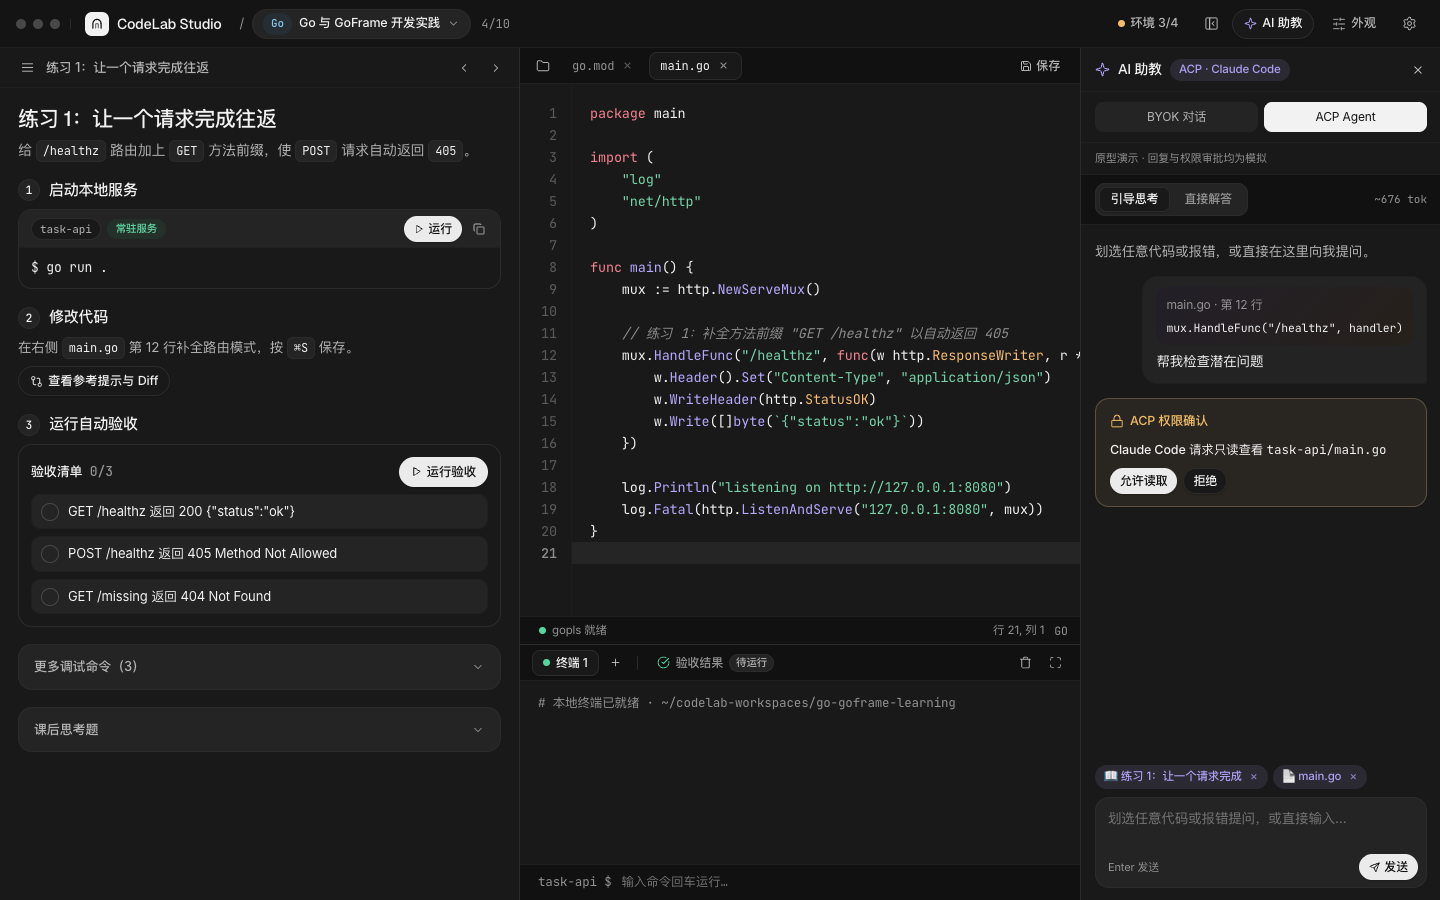 CodeLab Studio / Go Go 与 GoFrame 开发实践 4/10 环境 3/4 AI 助教 外观
练习 1：让一个请求完成往返
练习 1：让一个请求完成往返
给 /healthz 路由加上 GET 方法前缀，使 POST 请求自动返回 405 。
1 启动本地服务
task-api 常驻服务 运行
$ go run .
2 修改代码
在右侧 main.go 第 12 行补全路由模式，按 ⌘S 保存。
查看参考提示与 Diff
3 运行自动验收
验收清单 0/3 运行验收
GET /healthz 返回 200 {"status":"ok"}
POST /healthz 返回 405 Method Not Allowed
GET /missing 返回 404 Not Found
更多调试命令（3）
课后思考题
go.mod × main.go × 保存
1 package main
2
3 import (
4 "log"
5 "net/http"
6 )
7
8 func main() {
9 mux := http.NewServeMux()
10
11 // 练习 1：补全方法前缀 "GET /healthz" 以自动返回 405
12 mux.HandleFunc("/healthz", func(w http.ResponseWriter, r *
13 w.Header().Set("Content-Type", "application/json")
14 w.WriteHeader(http.StatusOK)
15 w.Write([]byte(`{"status":"ok"}`))
16 })
17
18 log.Println("listening on http://127.0.0.1:8080")
19 log.Fatal(http.ListenAndServe("127.0.0.1:8080", mux))
20 }
21
gopls 就绪 行 21, 列 1 GO
终端 1 + 验收结果 待运行
# 本地终端已就绪 · ~/codelab-workspaces/go-goframe-learning
task-api $ 输入命令回车运行…
AI 助教 ACP · Claude Code ×
BYOK 对话 ACP Agent
原型演示 · 回复与权限审批均为模拟
引导思考 直接解答 ~676 tok
划选任意代码或报错，或直接在这里向我提问。
main.go · 第 12 行
mux.HandleFunc("/healthz", handler)
帮我检查潜在问题
ACP 权限确认
Claude Code 请求只读查看 task-api/main.go
允许读取 拒绝
练习 1：让一个请求完成 × main.go ×
划选任意代码或报错提问，或直接输入...
Enter 发送 发送